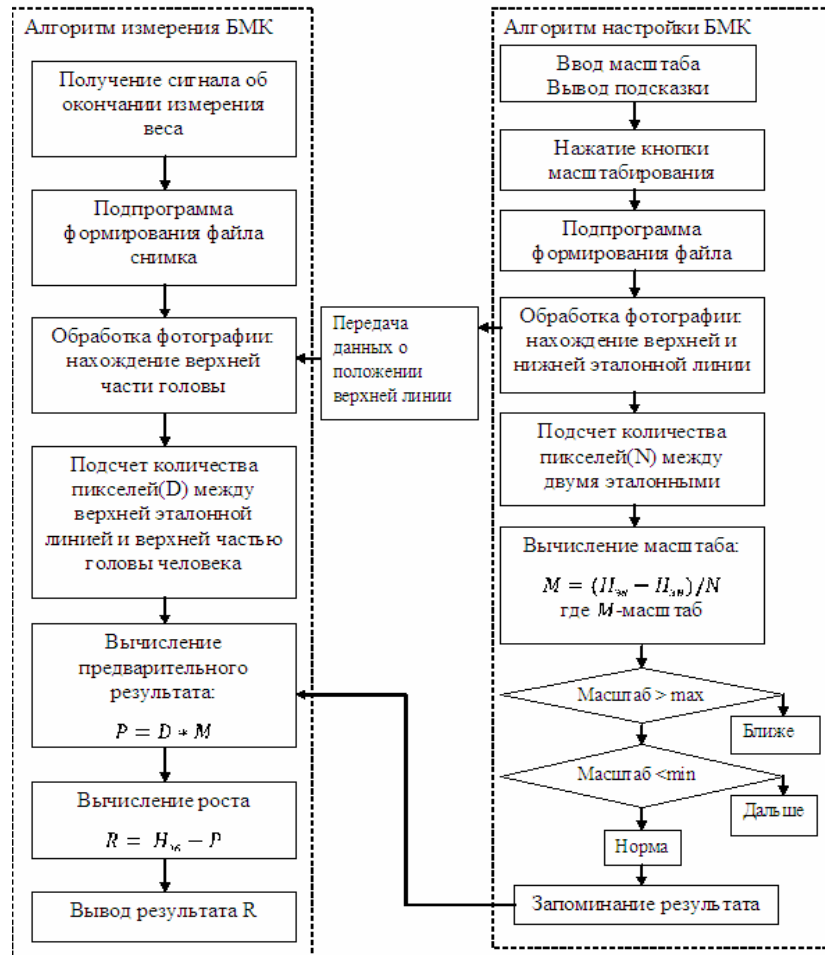 Алгоритм измерения БМК
Получение сигнала об
окончании измерения
веса
Подпрограмма
формирования файла
снимка
Обработка фотографии:
нахождение верхней
части головы
Подсчет количества
пикселей(D) между
верхней эталонной
линией и верхней частью
головы человека
Вычисление
предварительного
результата:
P = D * M
Вычисление роста
R = H – P
Вывод результата R
Передача
данных о
положении
верхней линии
Алгоритм настройки БМК
Ввод масштаба
Вывод подсказки
Нажатие кнопки
масштабирования
Подпрограмма
формирования файла
Обработка фотографии:
нахождение верхней и
нижней эталонной линии
Подсчет количества
пикселей(N) между
двумя эталонными
Вычисление масштаба:
M = (H – H)/N
где M-масштаб
Масштаб > max
Ближе
Масштаб <min
Дальше
Норма
Запоминание результата